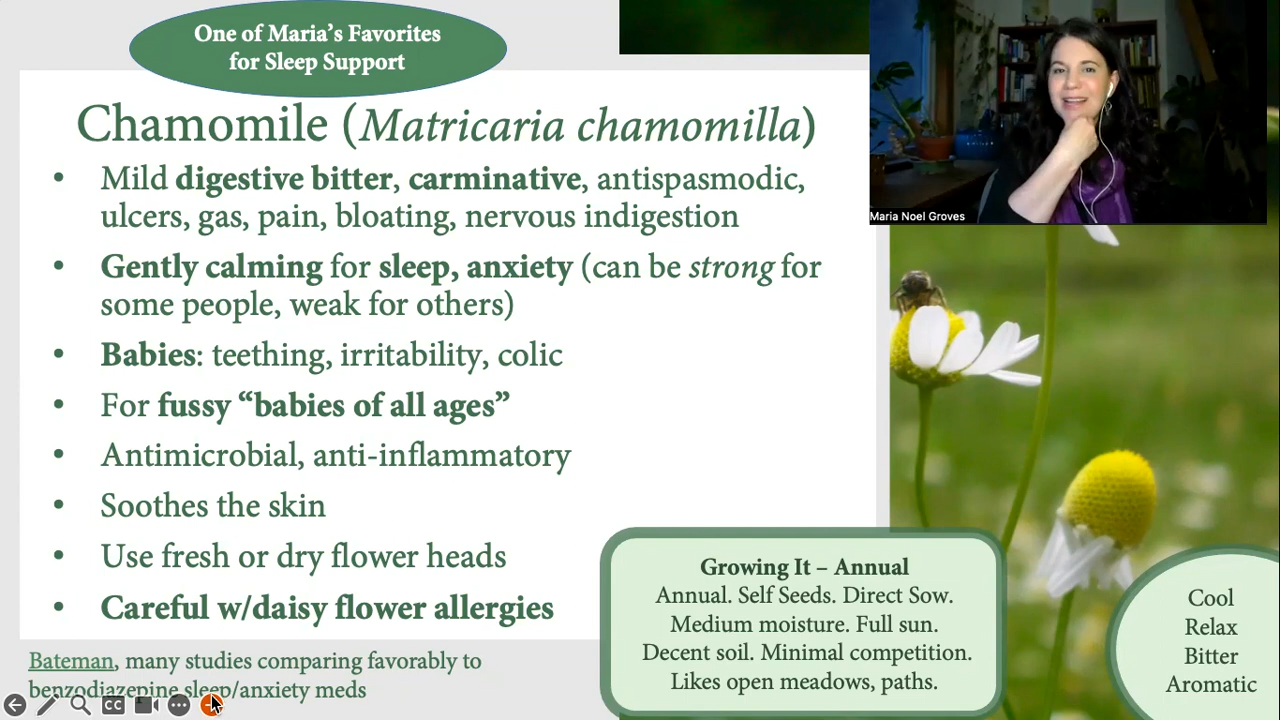 One of Maria's Favorites
for Sleep Support
Chamomile (Matricaria chamomilla)
• Mild digestive bitter, carminative, antispasmodic,
ulcers, gas, pain, bloating, nervous indigestion
• Gently calming for sleep, anxiety (can be strong for
some people, weak for others)
• Babies: teething, irritability, colic
• For fussy “babies of all ages”
• Antimicrobial, anti-inflammatory
• Soothes the skin
• Use fresh or dry flower heads
• Careful w/daisy flower allergies
Bateman, many studies comparing favorably to
benzodiazepine sleep/anxiety meds
CC
Growing It – Annual
Annual. Self Seeds. Direct Sow.
Medium moisture. Full sun.
Decent soil. Minimal competition.
Likes open meadows, paths.
Cool
Relax
Bitter
Aromatic
Maria Noel Groves